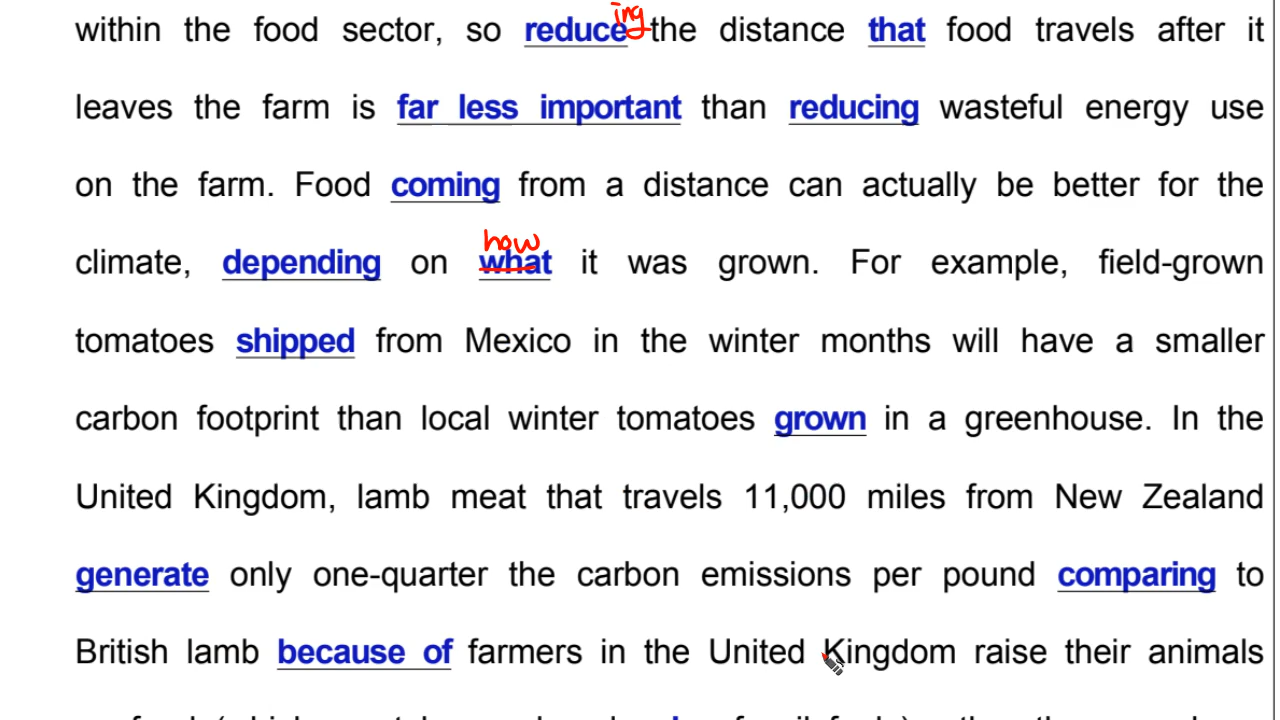 ing
within the food sector, so reduce the distance that food travels after it
leaves the farm is far less important than reducing wasteful energy use
on the farm. Food coming from a distance can actually be better for the
how
climate, depending on what it was grown. For example, field-grown
tomatoes shipped from Mexico in the winter months will have a smaller
carbon footprint than local winter tomatoes grown in a greenhouse. In the
United Kingdom, lamb meat that travels 11,000 miles from New Zealand
generate only one-quarter the carbon emissions per pound comparing to
British lamb because of farmers in the United Kingdom raise their animals